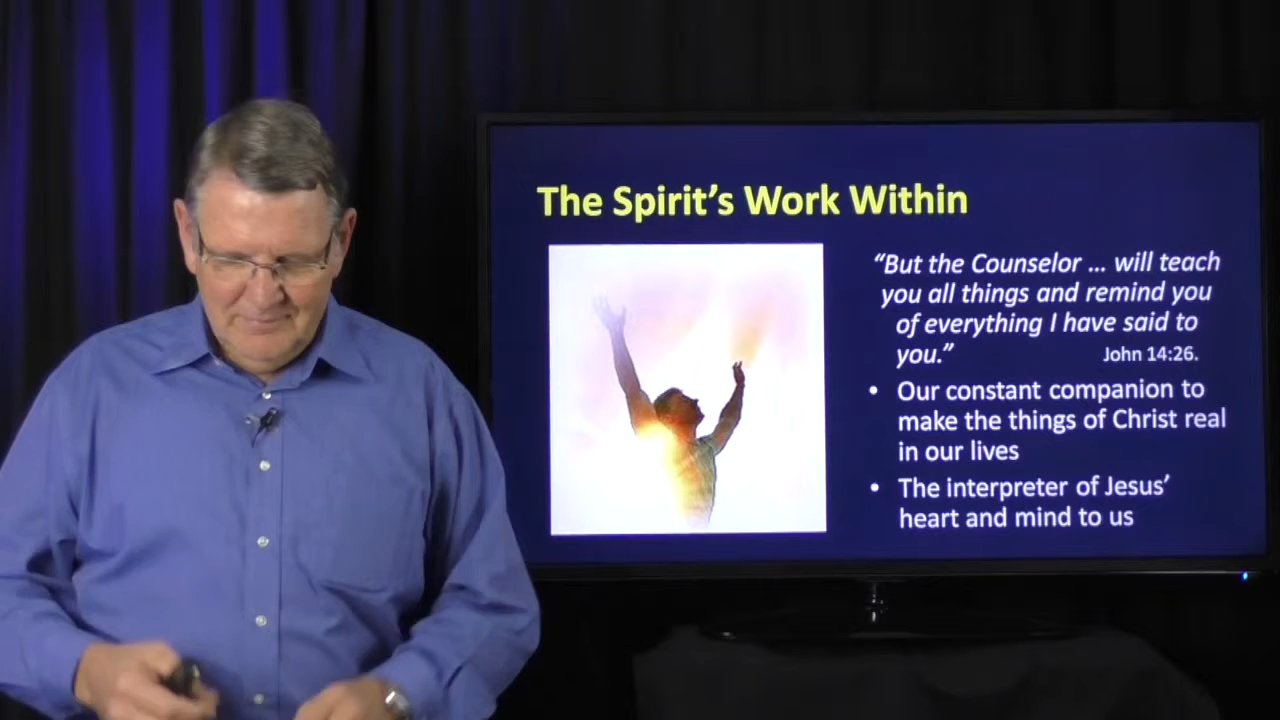 The Spirit's Work Within
“But the Counselor ... will teach
you all things and remind you
of everything I have said to
you.” John 14:26.
• Our constant companion to
make the things of Christ real
in our lives
• The interpreter of Jesus'
heart and mind to us